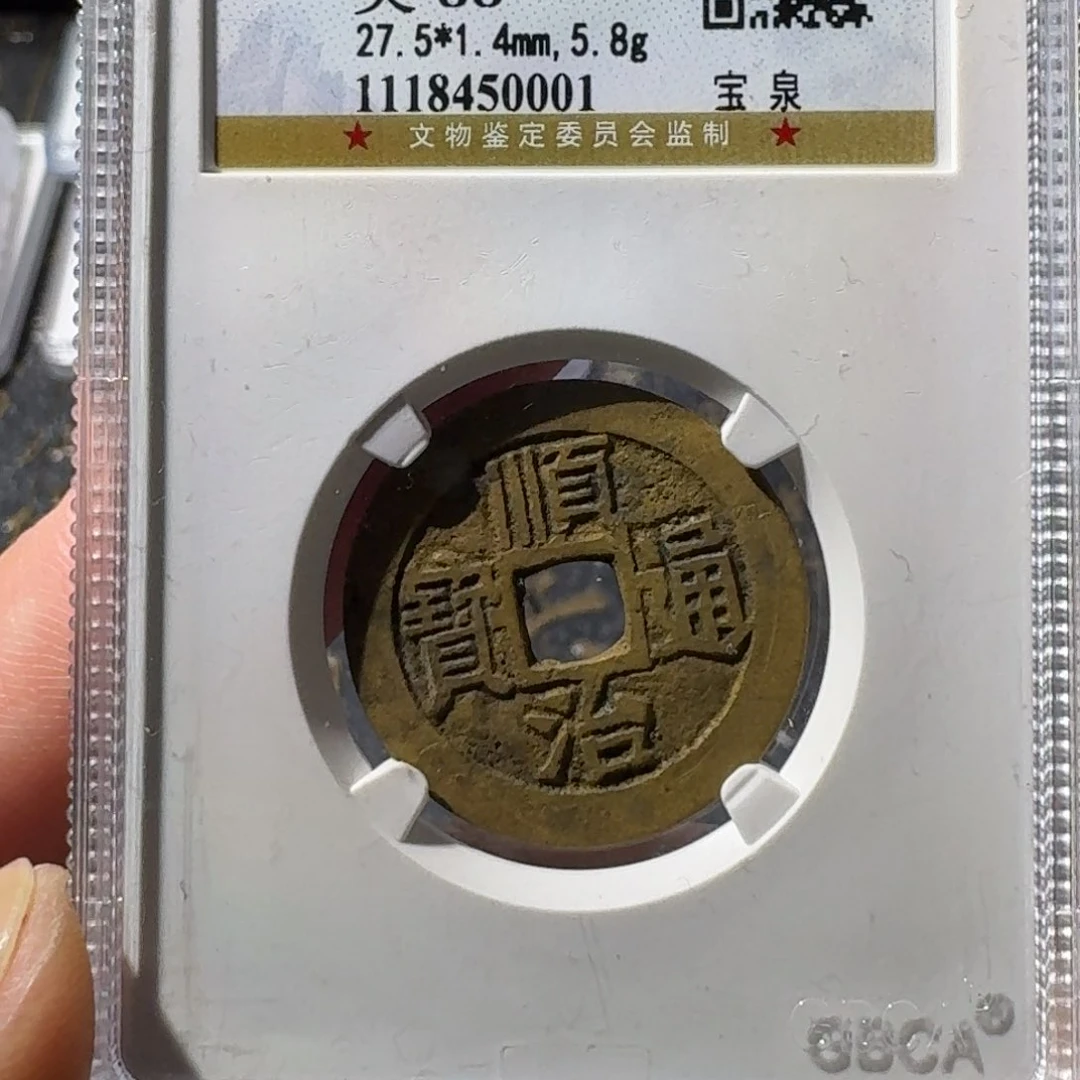 27.5*1.4mm,5.8g
1118450001 宝泉
★ 文物鉴定委员会监制 ★
順治通寶
GBCA